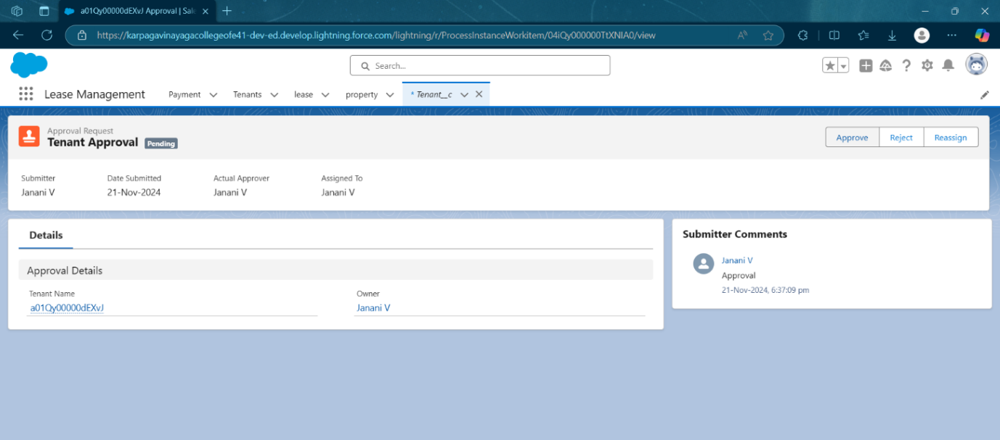 a01Qy00000dEXvJ Approval | Sal
https://karpagavinayagacollegeofe41-dev-ed.develop.lightning.force.com/lightning/r/ProcessInstanceWorkitem/04iQy000000TtXNIA0/view
Search...
Lease Management Payment Tenants lease property * Tenant__c
Approval Request
Tenant Approval Pending
Approve Reject Reassign
Submitter Date Submitted Actual Approver Assigned To
Janani V 21-Nov-2024 Janani V Janani V
Details
Approval Details
Tenant Name Owner
a01Qy00000dEXvJ Janani V
Submitter Comments
Janani V
Approval
21-Nov-2024, 6:37:09 pm